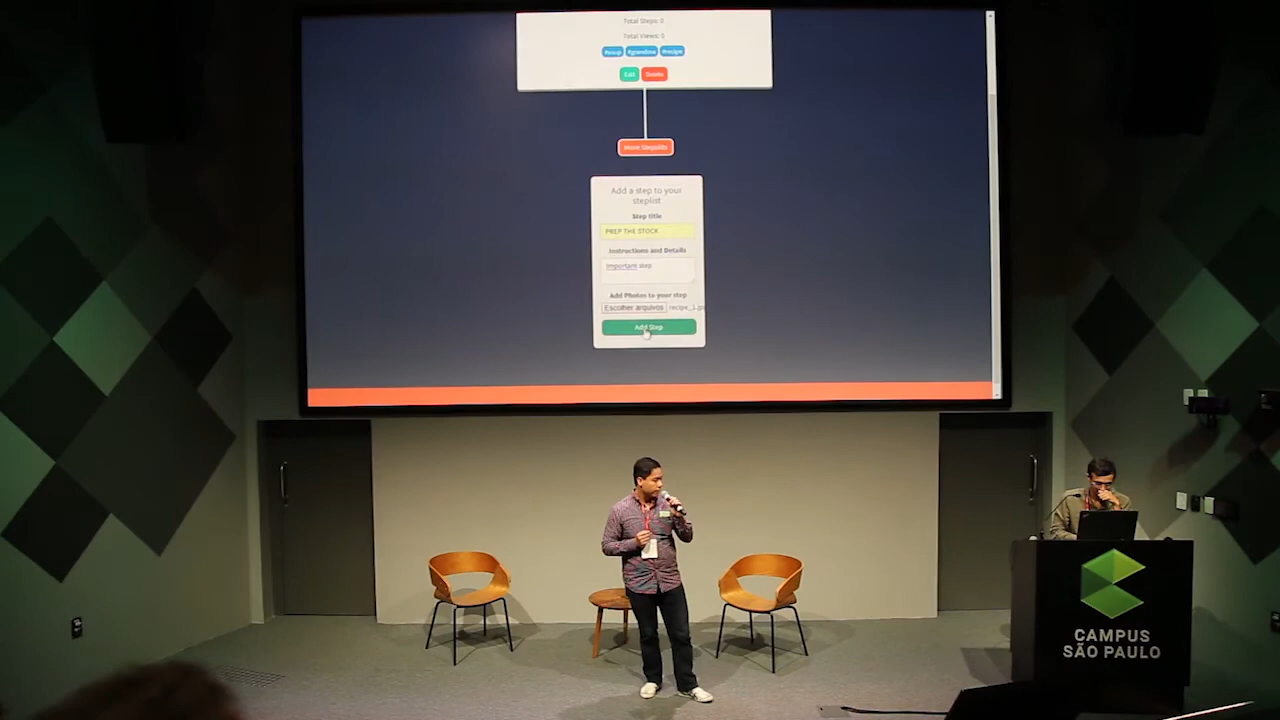 Total Steps: 0
Total Views: 0
#soup #grandma #recipe
Edit Delete
More Steplists
Add a step to your
steplist
Step title
PREP THE STOCK
Instructions and Details
Important step
Add Photos to your step
Escolher arquivos recipe_1.jp
Add Step
CAMPUS
SÃO PAULO